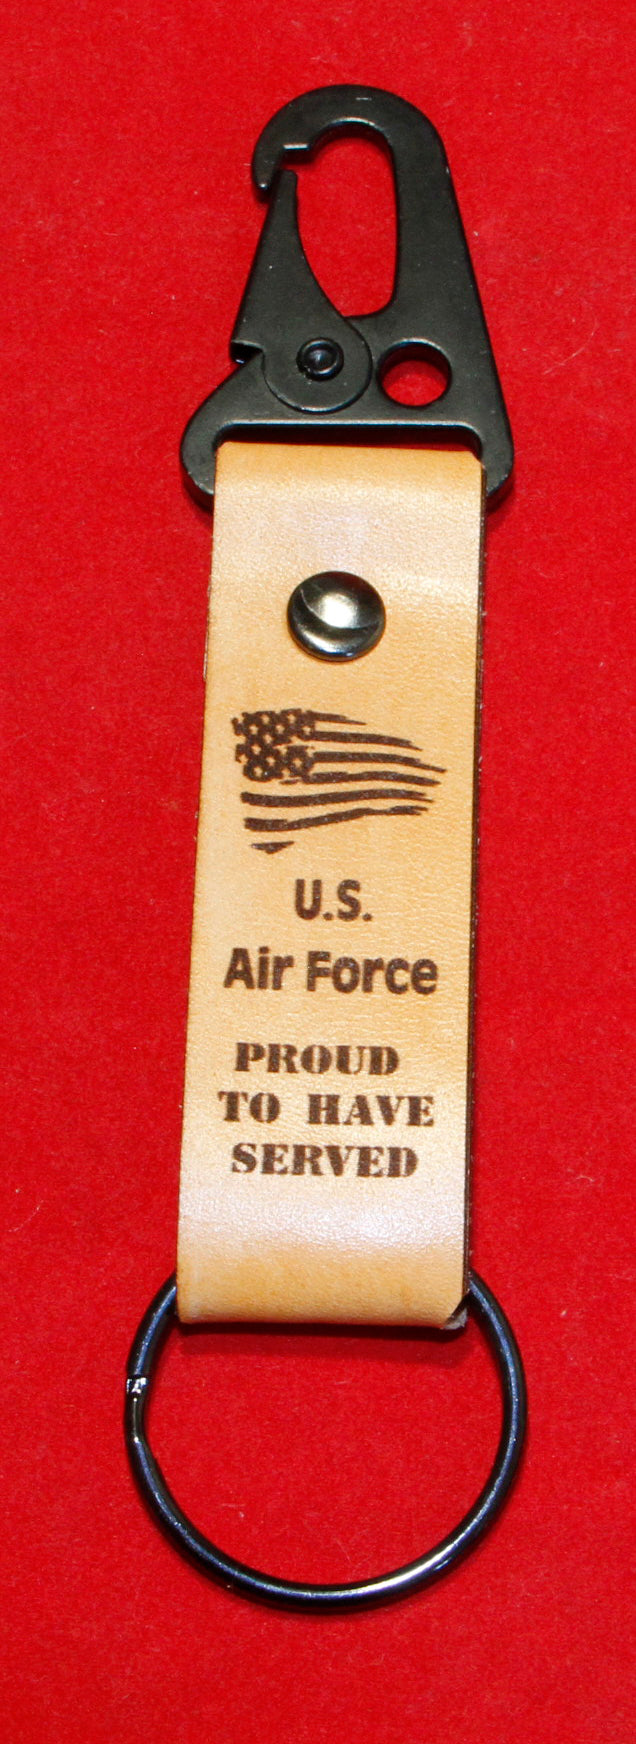 U.S.
Air Force
PROUD
TO HAVE
SERVED